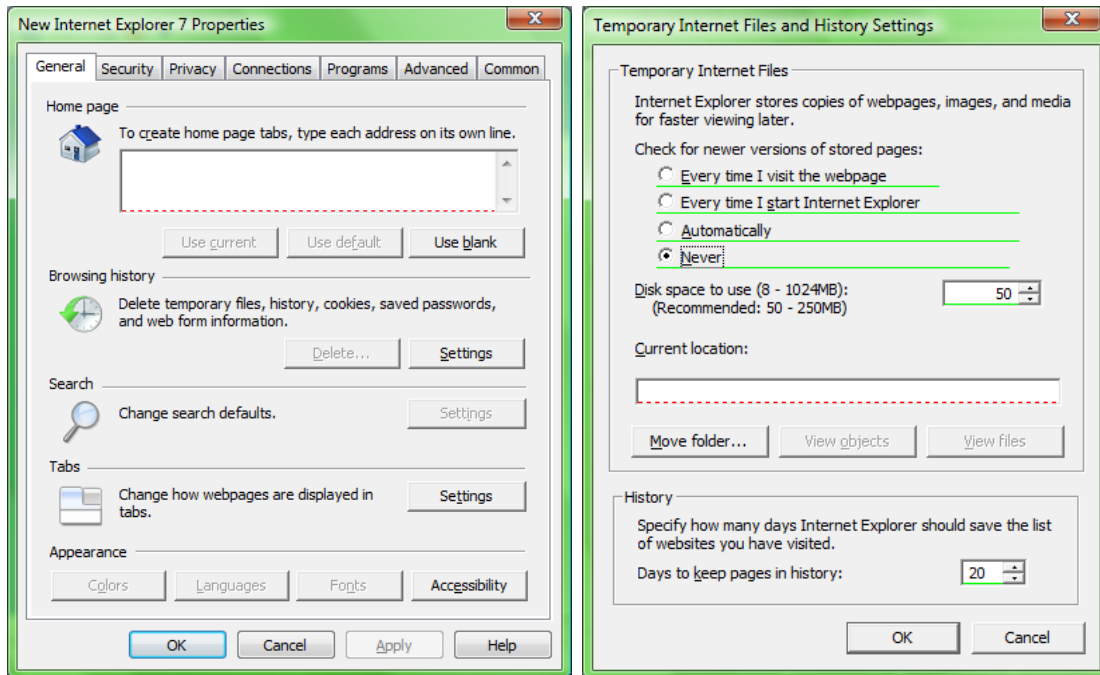 New Internet Explorer 7 Properties
General Security Privacy Connections Programs Advanced Common
Home page
To create home page tabs, type each address on its own line.
Use current Use default Use blank
Browsing history
Delete temporary files, history, cookies, saved passwords,
and web form information.
Delete... Settings
Search
Change search defaults.
Settings
Tabs
Change how webpages are displayed in
tabs.
Settings
Appearance
Colors Languages Fonts Accessibility
OK Cancel Apply Help
Temporary Internet Files and History Settings
Temporary Internet Files
Internet Explorer stores copies of webpages, images, and media
for faster viewing later.
Check for newer versions of stored pages:
Every time I visit the webpage
Every time I start Internet Explorer
Automatically
Never
Disk space to use (8 - 1024MB): 50
(Recommended: 50 - 250MB)
Current location:
Move folder... View objects View files
History
Specify how many days Internet Explorer should save the list
of websites you have visited.
Days to keep pages in history: 20
OK Cancel